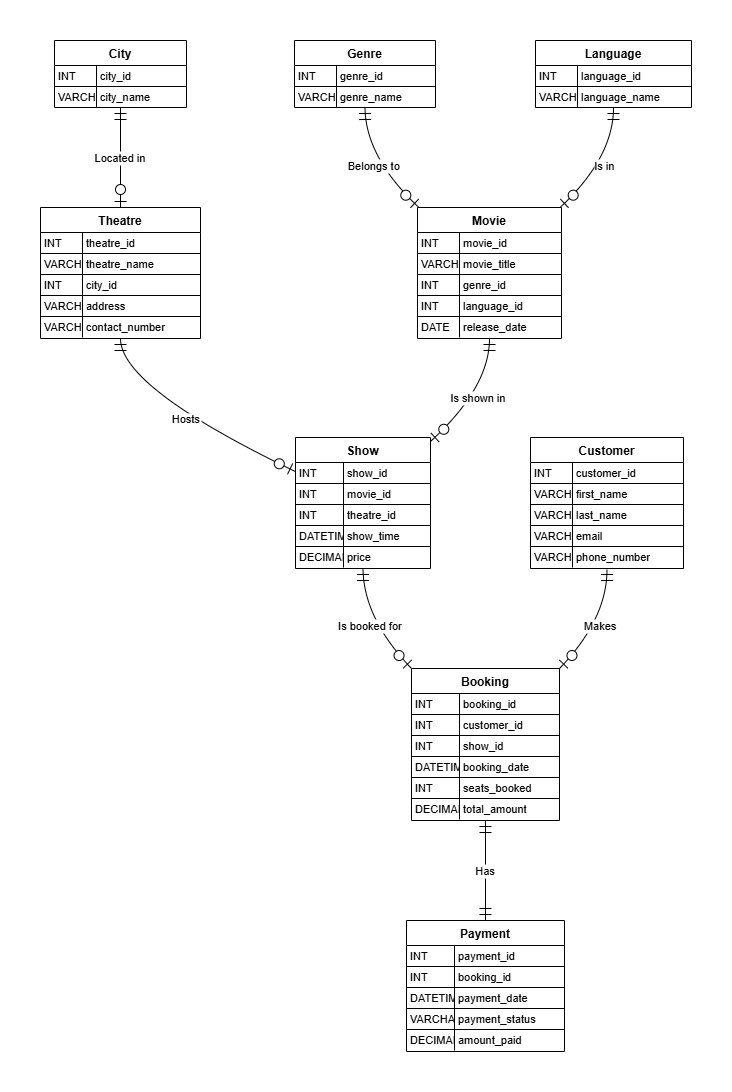 City
INT city_id
VARCH city_name
Genre
INT genre_id
VARCH genre_name
Language
INT language_id
VARCH language_name
Located in
Belongs to
Is in
Theatre
INT theatre_id
VARCH theatre_name
INT city_id
VARCH address
VARCH contact_number
Movie
INT movie_id
VARCH movie_title
INT genre_id
INT language_id
DATE release_date
Hosts
Is shown in
Show
INT show_id
INT movie_id
INT theatre_id
DATETIM show_time
DECIMAL price
Customer
INT customer_id
VARCH first_name
VARCH last_name
VARCH email
VARCH phone_number
Is booked for
Makes
Booking
INT booking_id
INT customer_id
INT show_id
DATETIM booking_date
INT seats_booked
DECIMAL total_amount
Has
Payment
INT payment_id
INT booking_id
DATETIM payment_date
VARCHA payment_status
DECIMAL amount_paid